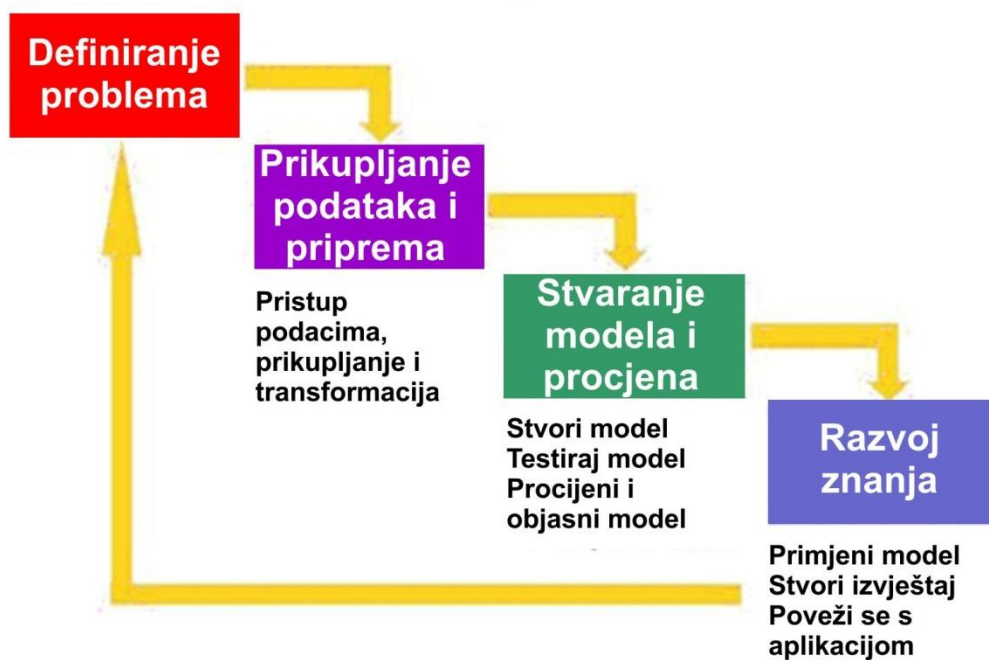 Definiranje
problema
Prikupljanje
podataka i
priprema
Pristup
podacima,
prikupljanje i
transformacija
Stvaranje
modela i
procjena
Stvori model
Testiraj model
Procijeni i
objasni model
Razvoj
znanja
Primjeni model
Stvori izvještaj
Poveži se s
aplikacijom